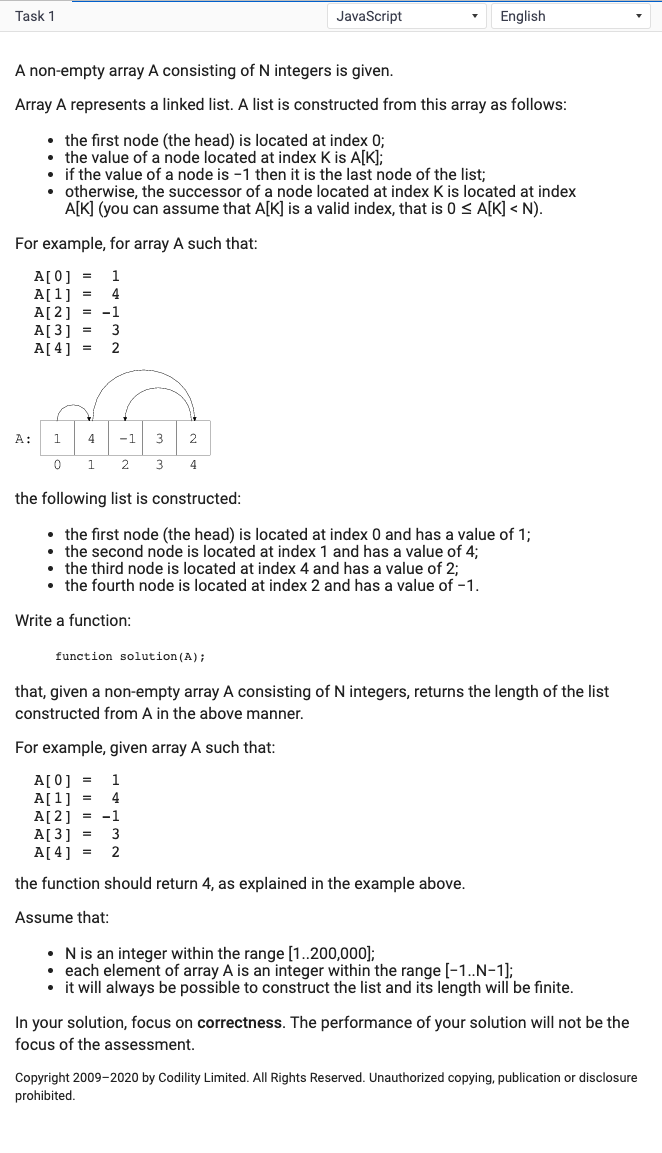 Task 1
JavaScript
English
A non-empty array A consisting of N integers is given.
Array A represents a linked list. A list is constructed from this array as follows:
• the first node (the head) is located at index 0;
• the value of a node located at index K is A[K];
• if the value of a node is −1 then it is the last node of the list;
• otherwise, the successor of a node located at index K is located at index
A[K] (you can assume that A[K] is a valid index, that is 0 ≤ A[K] < N).
For example, for array A such that:
A[0] = 1
A[1] = 4
A[2] = -1
A[3] = 3
A[4] = 2
A: 1 4 -1 3 2
0 1 2 3 4
the following list is constructed:
• the first node (the head) is located at index 0 and has a value of 1;
• the second node is located at index 1 and has a value of 4;
• the third node is located at index 4 and has a value of 2;
• the fourth node is located at index 2 and has a value of −1.
Write a function:
function solution(A);
that, given a non-empty array A consisting of N integers, returns the length of the list
constructed from A in the above manner.
For example, given array A such that:
A[0] = 1
A[1] = 4
A[2] = -1
A[3] = 3
A[4] = 2
the function should return 4, as explained in the example above.
Assume that:
• N is an integer within the range [1..200,000];
• each element of array A is an integer within the range [−1..N−1];
• it will always be possible to construct the list and its length will be finite.
In your solution, focus on correctness. The performance of your solution will not be the
focus of the assessment.
Copyright 2009–2020 by Codility Limited. All Rights Reserved. Unauthorized copying, publication or disclosure
prohibited.